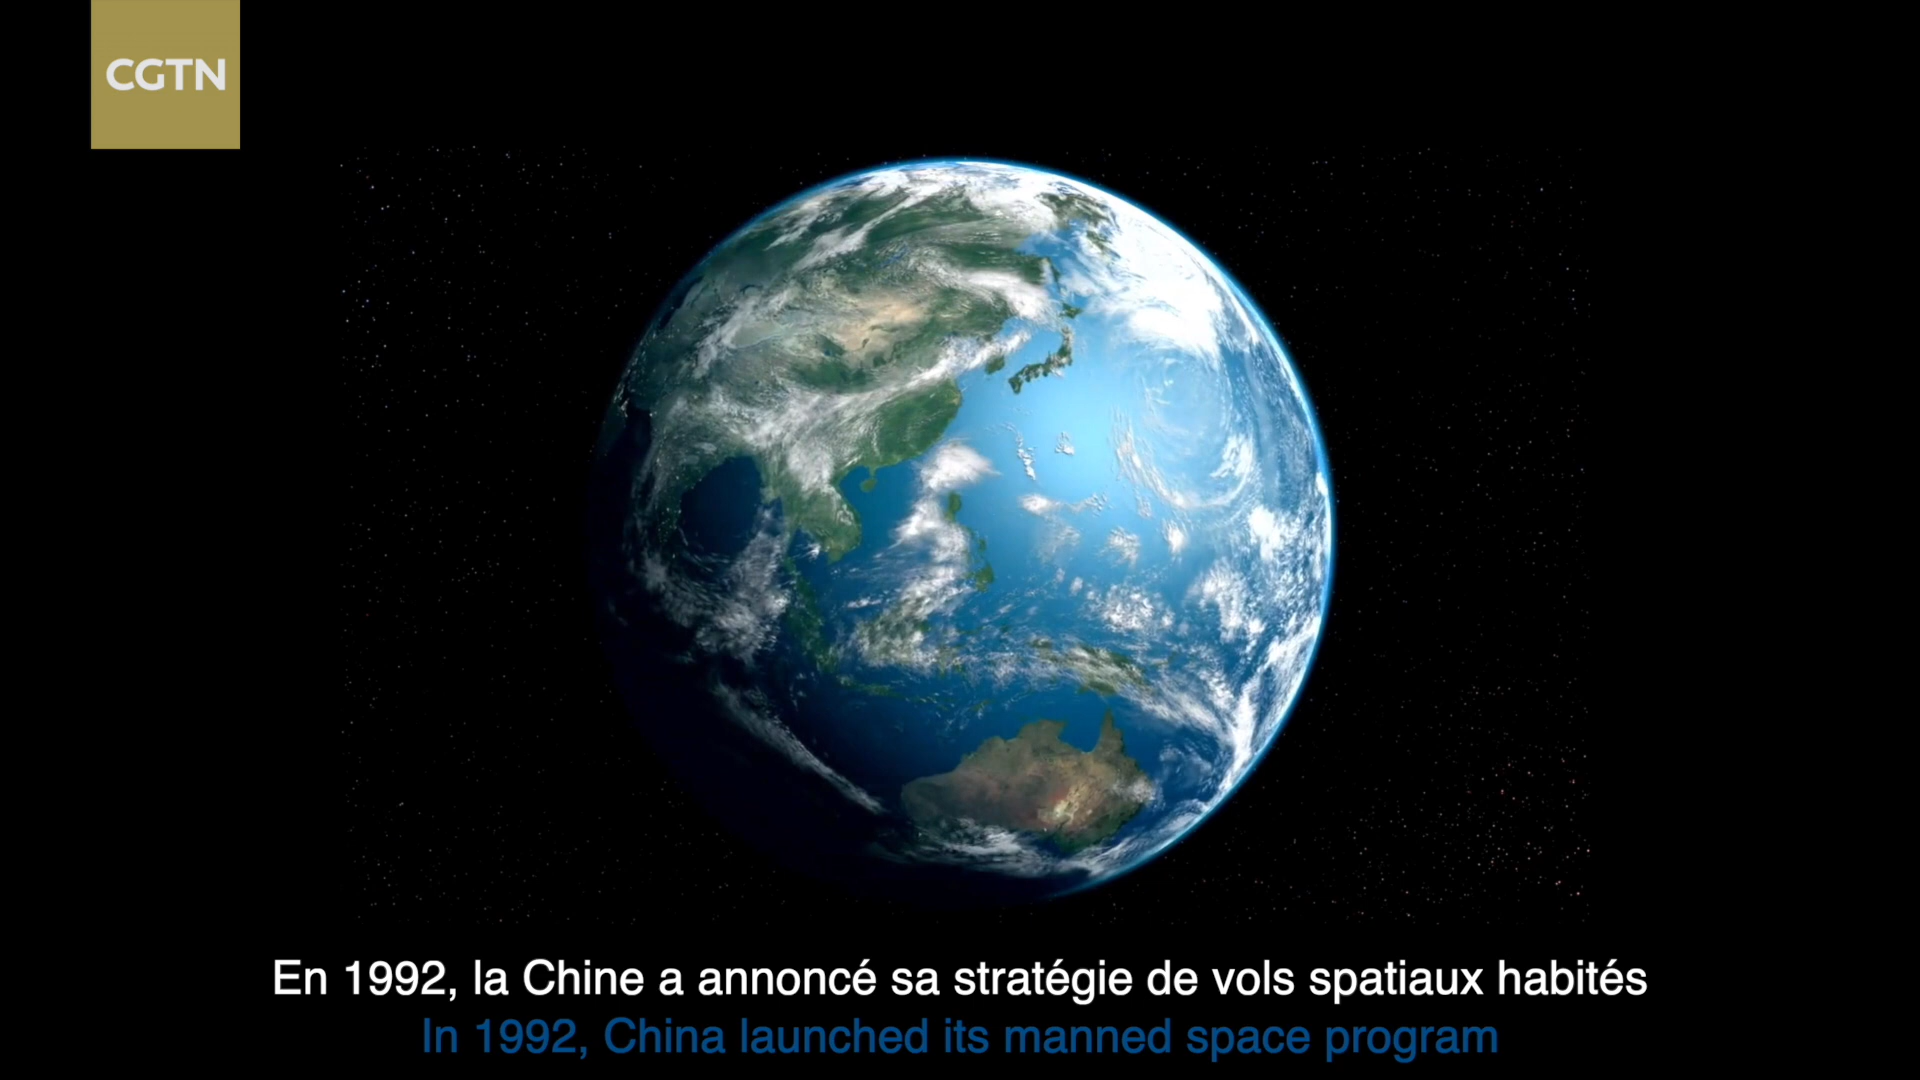 CGTN
En 1992, la Chine a annoncé sa stratégie de vols spatiaux habités
In 1992, China launched its manned space program